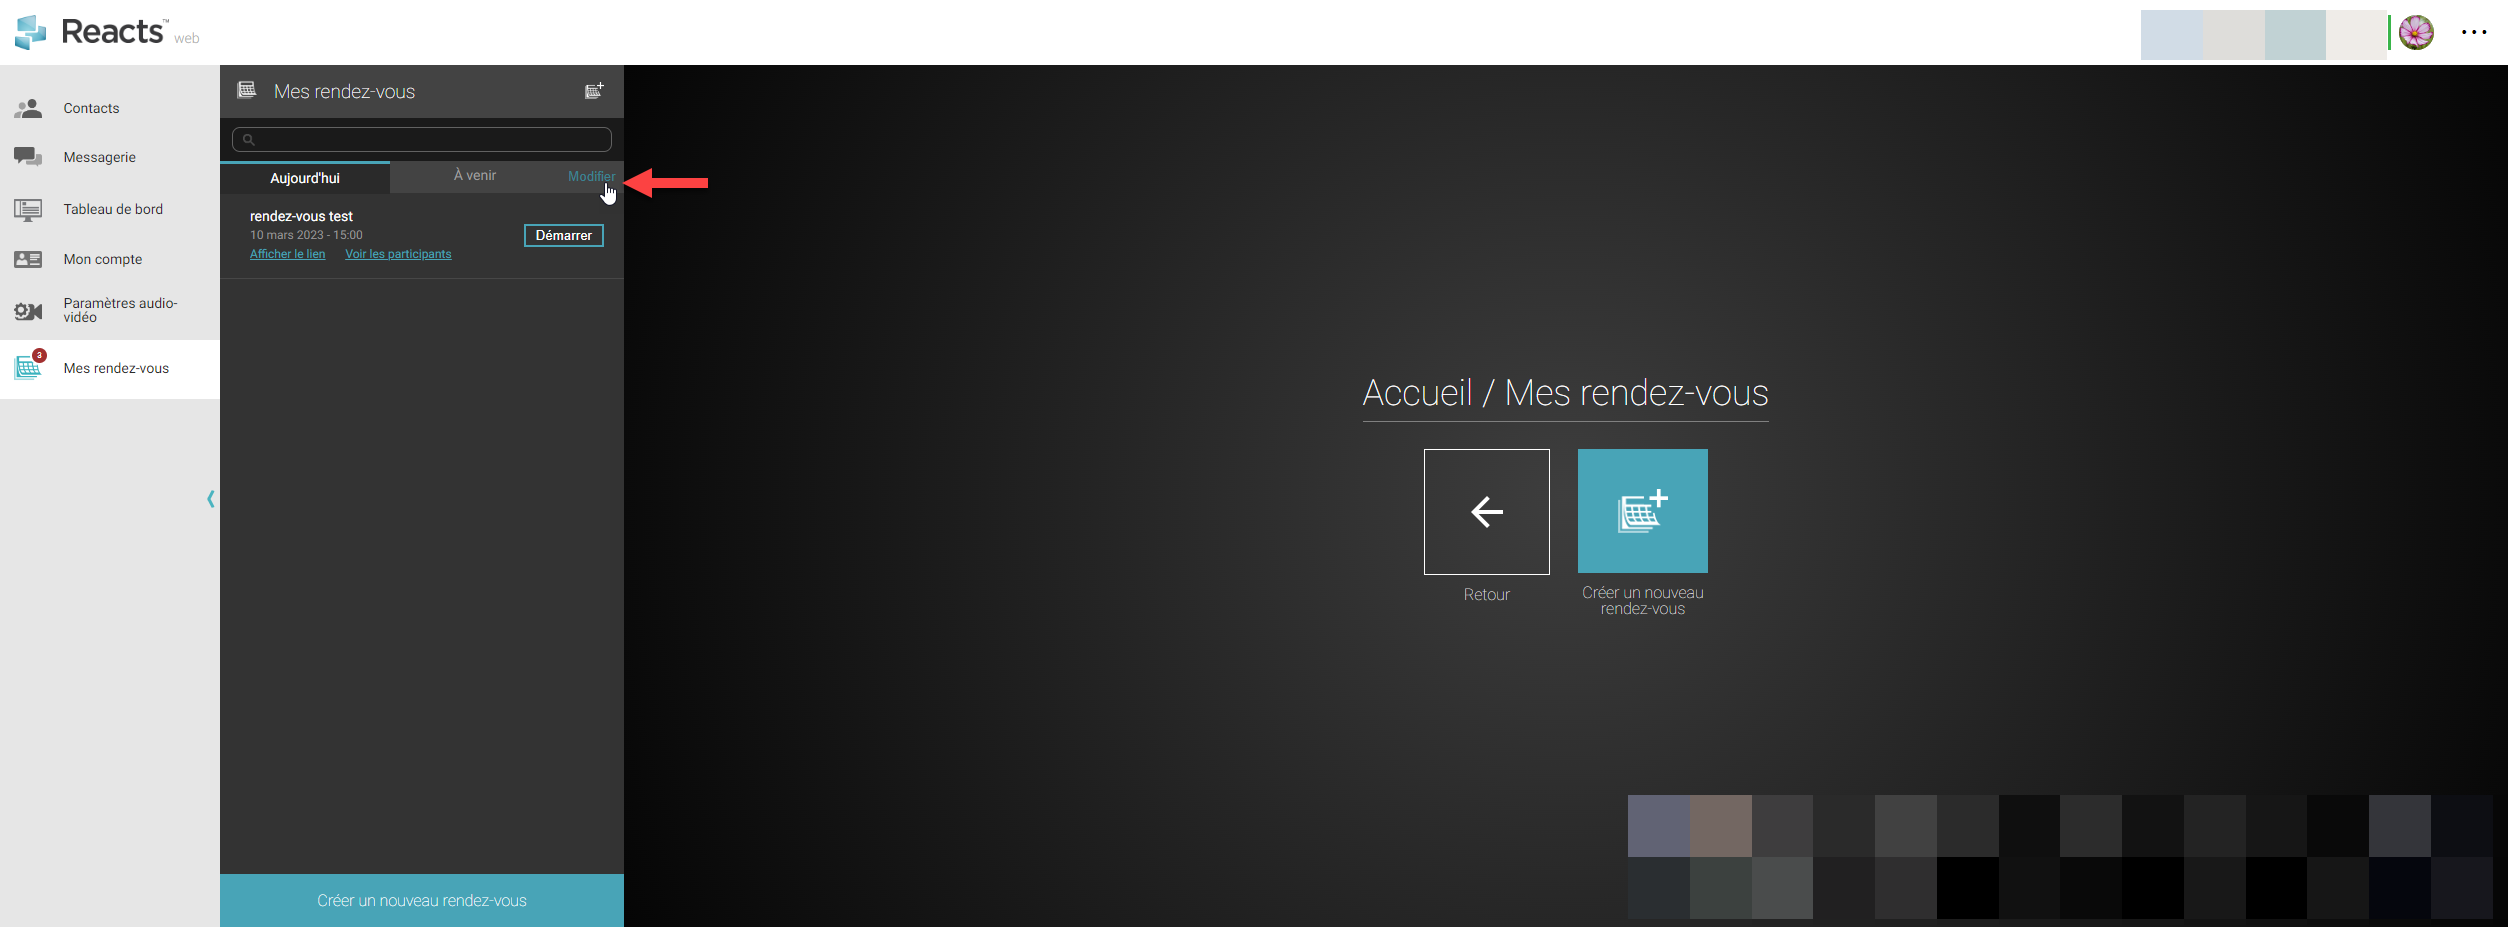 Reacts™ web
Contacts
Messagerie
Tableau de bord
Mon compte
Paramètres audio-
vidéo
3
Mes rendez-vous
Mes rendez-vous
Aujourd'hui
À venir
Modifier
rendez-vous test
10 mars 2023 - 15:00
Démarrer
Afficher le lien
Voir les participants
Créer un nouveau rendez-vous
Accueil / Mes rendez-vous
Retour
Créer un nouveau
rendez-vous